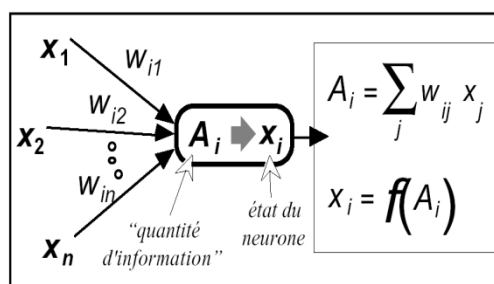 x1
wi1
wi2
x2
win
xn
Ai xi
“quantité
d'information”
état du
neurone
Ai = ∑j wij xj
xi = f(Ai)